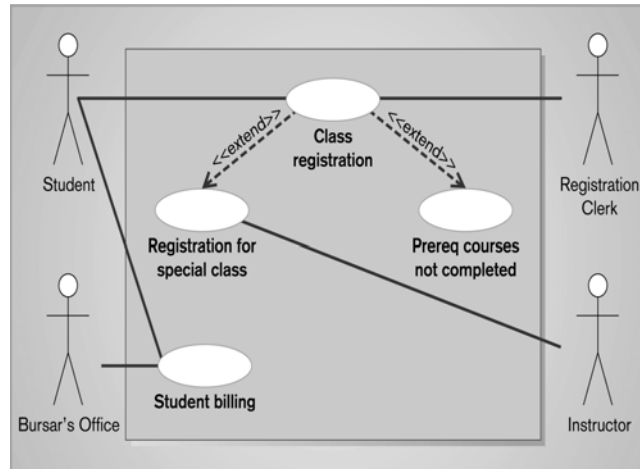 <<extend>>
<<extend>>
Class
registration
Student
Registration
Clerk
Registration for
special class
Prereq courses
not completed
Student billing
Bursar's Office
Instructor